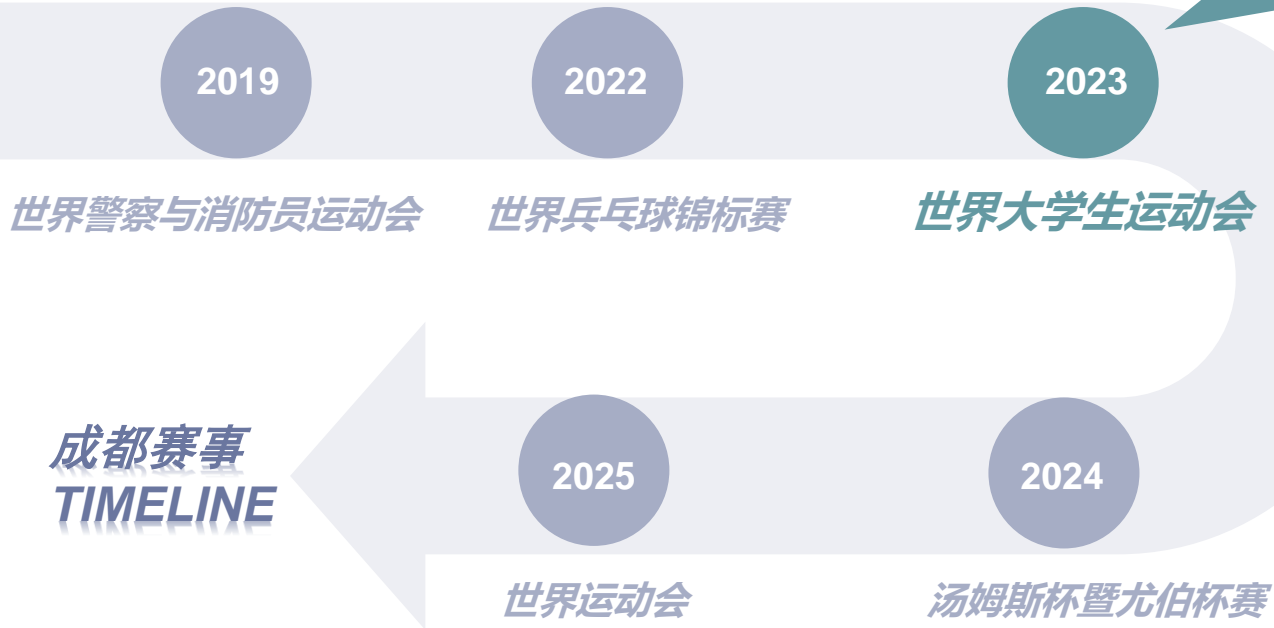 2019
2022
2023
世界警察与消防员运动会
世界乒乓球锦标赛
世界大学生运动会
成都赛事
TIMELINE
2025
2024
世界运动会
汤姆斯杯暨尤伯杯赛